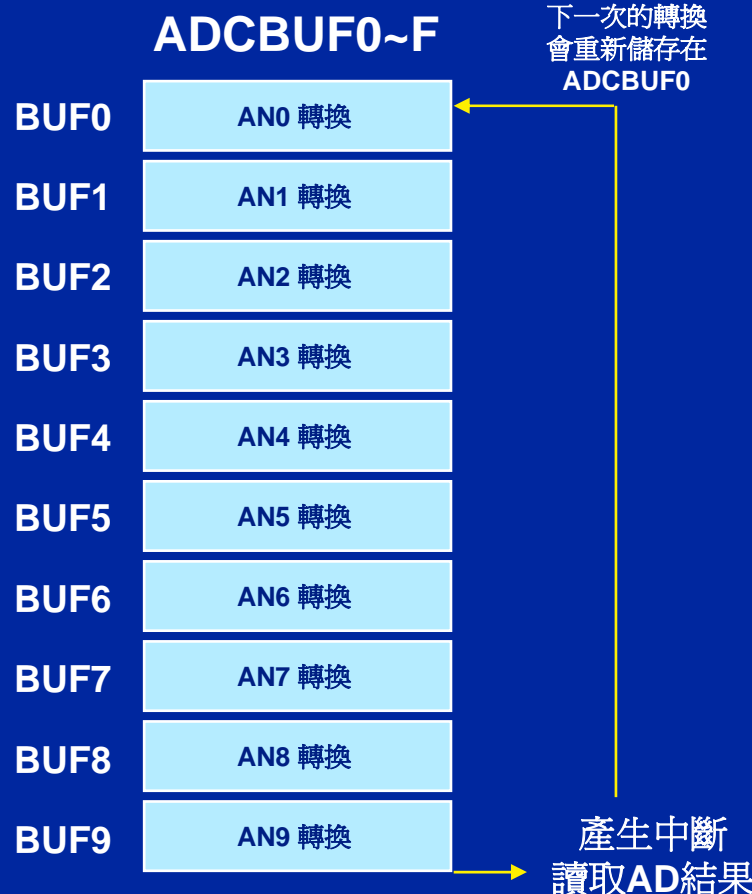 ADCBUF0~F
下一次的轉換
會重新儲存在
ADCBUF0
BUF0 AN0 轉換
BUF1 AN1 轉換
BUF2 AN2 轉換
BUF3 AN3 轉換
BUF4 AN4 轉換
BUF5 AN5 轉換
BUF6 AN6 轉換
BUF7 AN7 轉換
BUF8 AN8 轉換
BUF9 AN9 轉換
產生中斷
讀取AD結果